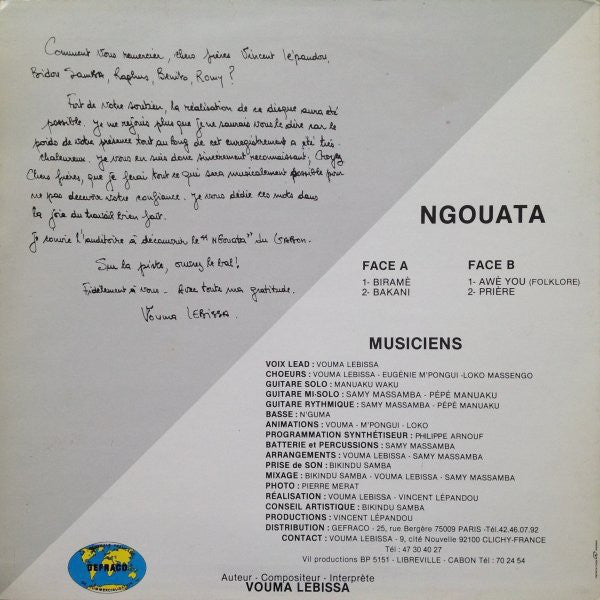 Comment vous remercier, chers frères Vincent Lépandou,
Bidou Samba, Raphus, Benito, Romy ?
Fort de votre soutien, la réalisation de ce disque aura été
possible. Je me rejouis plus que je ne saurais vous le dire car le
poids de votre présence tout au long de cet enregistrement a été très
chaleureux. Je vous en suis donc sincerement reconnaissant, Croyez
Chers frères, que je ferai tout ce qui sera musicalement possible pour
ne pas decevoir votre confiance. Je vous dédie ces mots dans
la joie du travail bien fait.
Je convie l'auditoire à découvrir le "NGouata" du GABON.
Sur la piste, ouvrez le bal !
Fidèlement à vous - Avec toute ma gratitude.
Vouma LEBISSA.
NGOUATA
FACE A
1- BIRAMÈ
2- BAKANI
FACE B
1- AWÈ YOU (FOLKLORE)
2- PRIÈRE
MUSICIENS
VOIX LEAD : VOUMA LEBISSA
CHOEURS : VOUMA LEBISSA - EUGÉNIE M'PONGUI -LOKO MASSENGO
GUITARE SOLO : MANUAKU WAKU
GUITARE MI-SOLO : SAMY MASSAMBA - PÉPÉ MANUAKU
GUITARE RYTHMIQUE : SAMY MASSAMBA - PÉPÉ MANUAKU
BASSE : N'GUMA
ANIMATIONS : VOUMA - M'PONGUI - LOKO
PROGRAMMATION SYNTHÉTISEUR : PHILIPPE ARNOUF
BATTERIE et PERCUSSIONS : SAMY MASSAMBA
ARRANGEMENTS : VOUMA LEBISSA - SAMY MASSAMBA
PRISE de SON : BIKINDU SAMBA
MIXAGE : BIKINDU SAMBA - VOUMA LEBISSA - SAMY MASSAMBA
PHOTO : PIERRE MERAT
RÉALISATION : VOUMA LEBISSA - VINCENT LÉPANDOU
CONSEIL ARTISTIQUE : BIKINDU SAMBA
PRODUCTIONS : VINCENT LÉPANDOU
DISTRIBUTION : GEFRACO - 25, rue Bergère 75009 PARIS -Tél.42.46.07.92
CONTACT : VOUMA LEBISSA - 9, cité Nouvelle 92100 CLICHY-FRANCE
Tél : 47 30 40 27
Vil productions BP 5151 - LIBREVILLE - CABON Tél : 70 24 54
GEFRACO
Auteur - Compositeur - Interprète
VOUMA LEBISSA